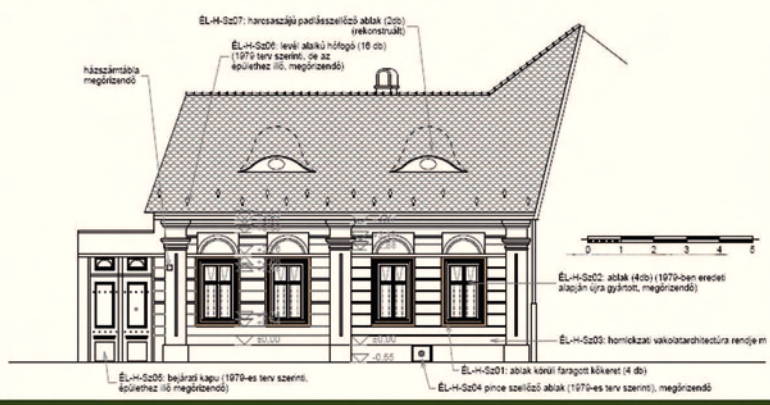 ÉL-H-Sz07: harcsaszájú padlásszellőző ablak (2db)
(rekonstruált)
ÉL-H-Sz06: levél alakú hófogó (16 db)
(1979 terv szerinti, de az
épülethez illő, megőrizendő)
házszámtábla
megőrizendő
0 1 2 3 4 5
ÉL-H-Sz02: ablak (4db) (1979-ben eredeti
alapján újra gyártott, megőrizendő)
±0,00
±0,00
ÉL-H-Sz03: homlokzati vakolatarchitektúra rendje m
-0,55
ÉL-H-Sz01: ablak körüli faragott kőkeret (4 db)
ÉL-H-Sz05: bejárati kapu (1979-es terv szerinti,
épülethez illő megőrizendő)
ÉL-H-Sz04 pince szellőző ablak (1979-es terv szerinti), megőrizendő